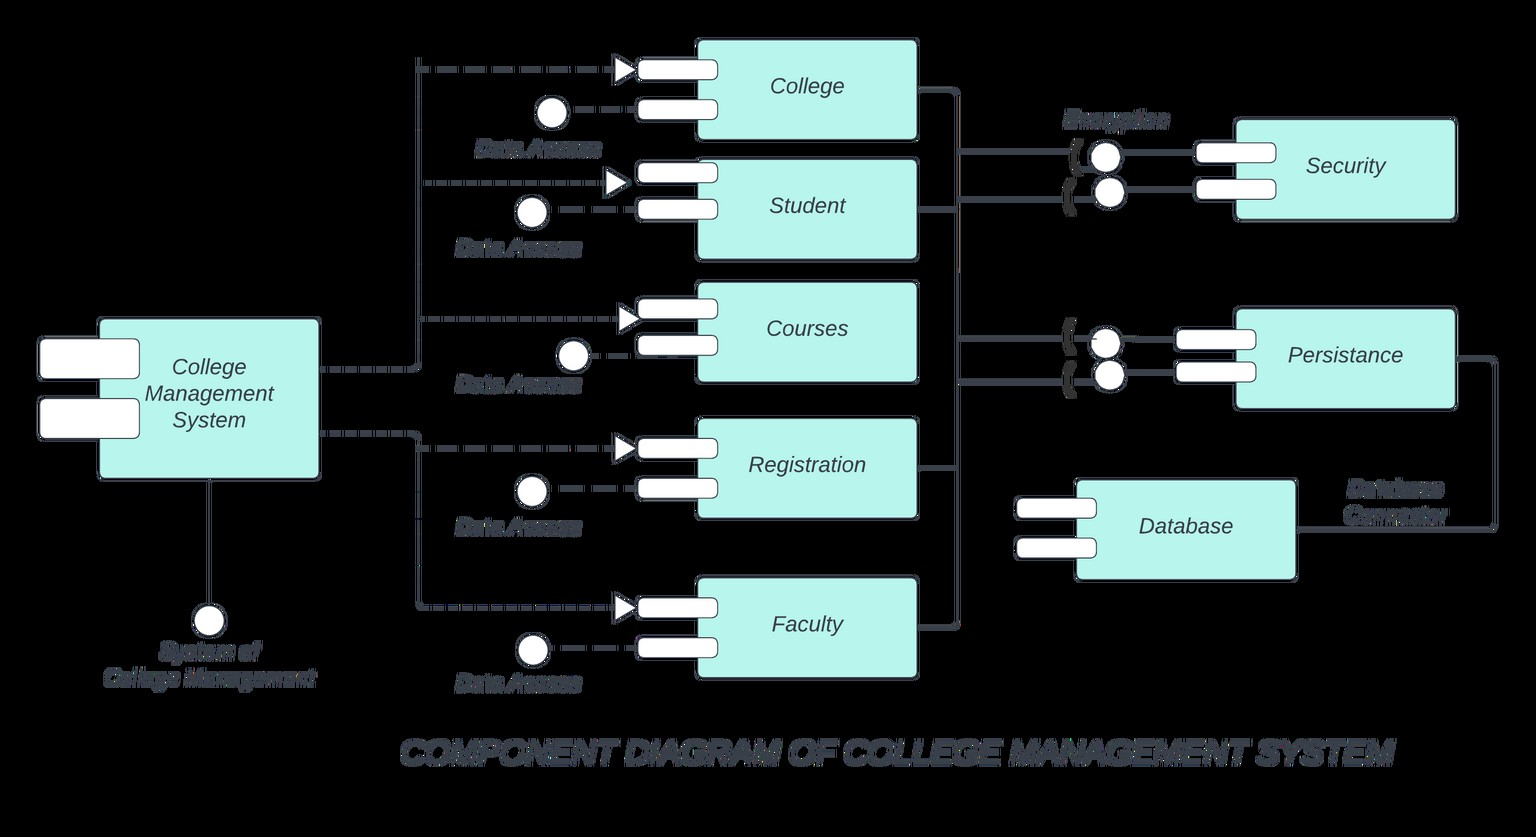 College
Encryption
Security
Data Access
Student
Data Access
Courses
Persistance
College
Management
System
Data Access
Registration
Database
Connector
Database
Data Access
Faculty
System of
College Management
Data Access
COMPONENT DIAGRAM OF COLLEGE MANAGEMENT SYSTEM